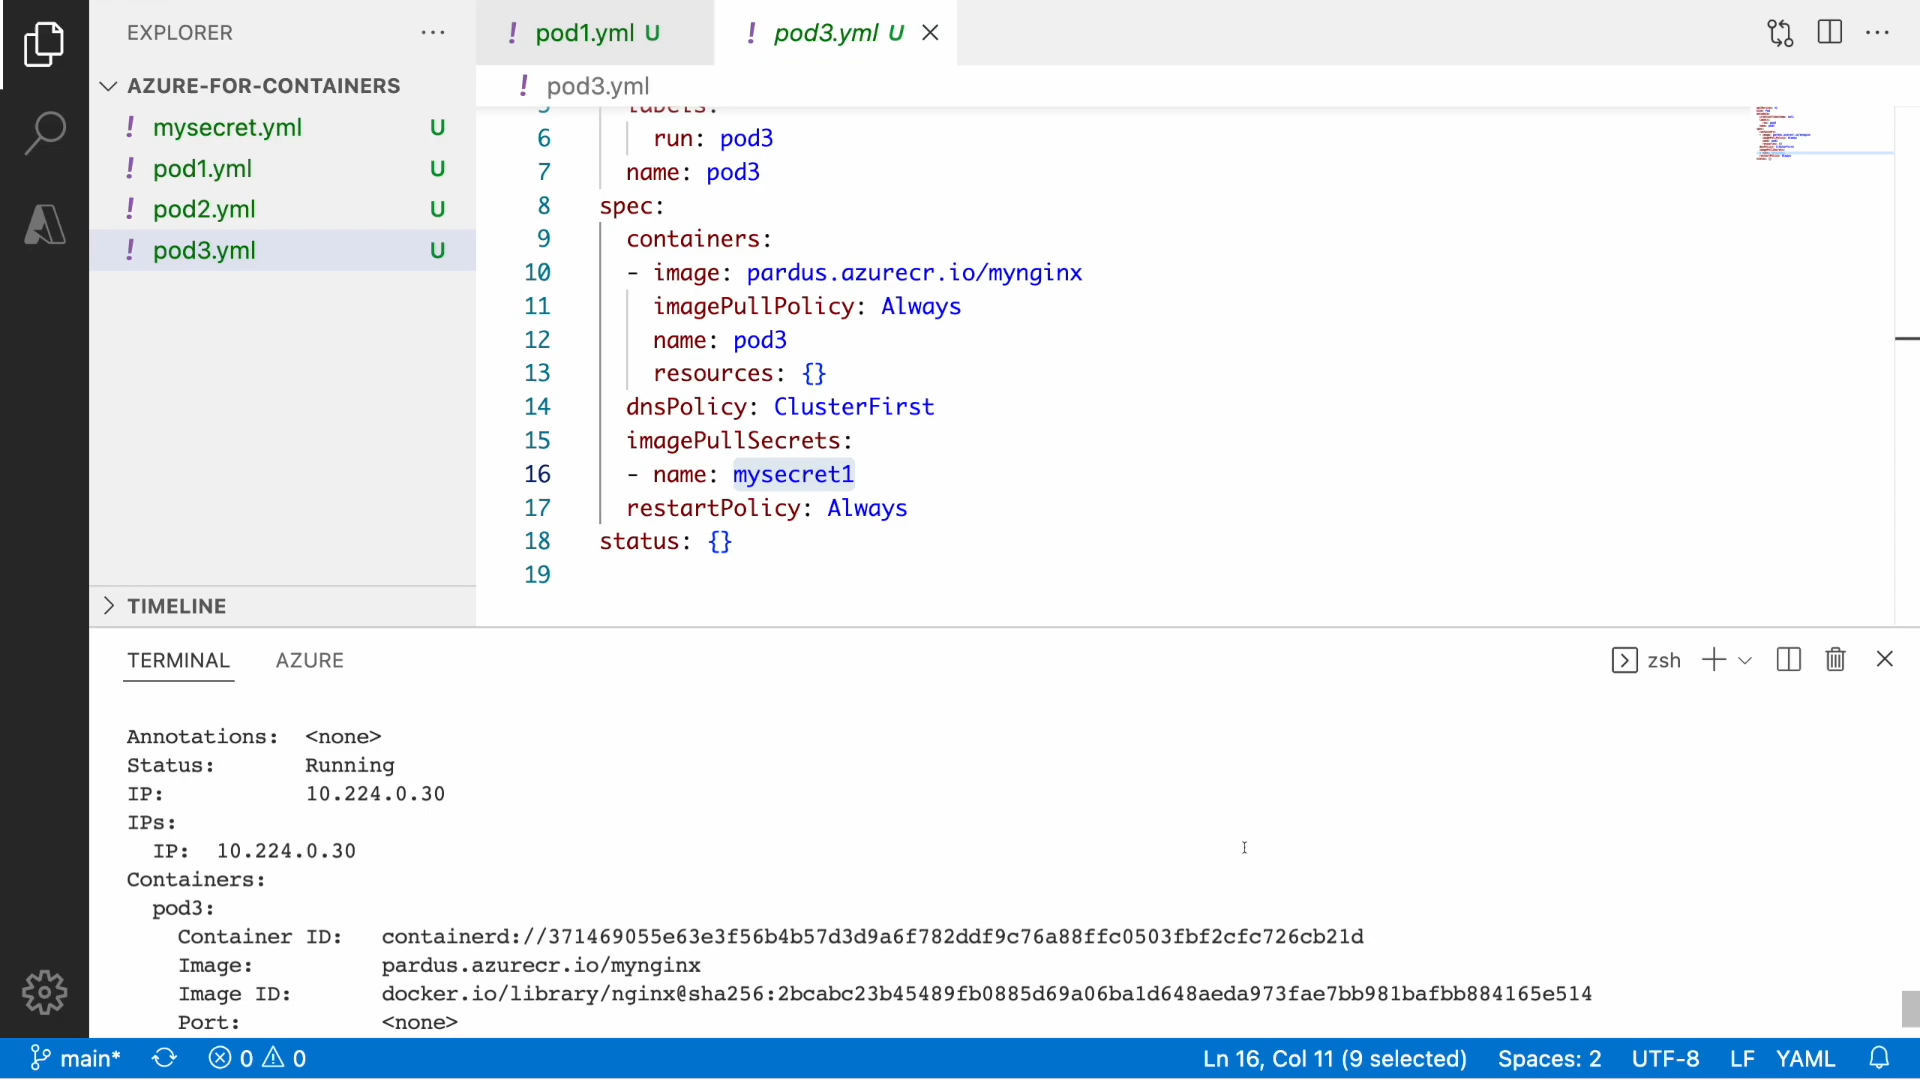 EXPLORER
AZURE-FOR-CONTAINERS
! mysecret.yml U
! pod1.yml U
! pod2.yml U
! pod3.yml U
TIMELINE
! pod1.yml U
! pod3.yml U
! pod3.yml
5 labels:
6 run: pod3
7 name: pod3
8 spec:
9 containers:
10 - image: pardus.azurecr.io/mynginx
11 imagePullPolicy: Always
12 name: pod3
13 resources: {}
14 dnsPolicy: ClusterFirst
15 imagePullSecrets:
16 - name: mysecret1
17 restartPolicy: Always
18 status: {}
19
TERMINAL AZURE
zsh
Annotations: <none>
Status: Running
IP: 10.224.0.30
IPs:
IP: 10.224.0.30
Containers:
pod3:
Container ID: containerd://371469055e63e3f56b4b57d3d9a6f782ddf9c76a88ffc0503fbf2cfc726cb21d
Image: pardus.azurecr.io/mynginx
Image ID: docker.io/library/nginx@sha256:2bcabc23b45489fb0885d69a06ba1d648aeda973fae7bb981bafbb884165e514
Port: <none>
main* 0 0 Ln 16, Col 11 (9 selected) Spaces: 2 UTF-8 LF YAML